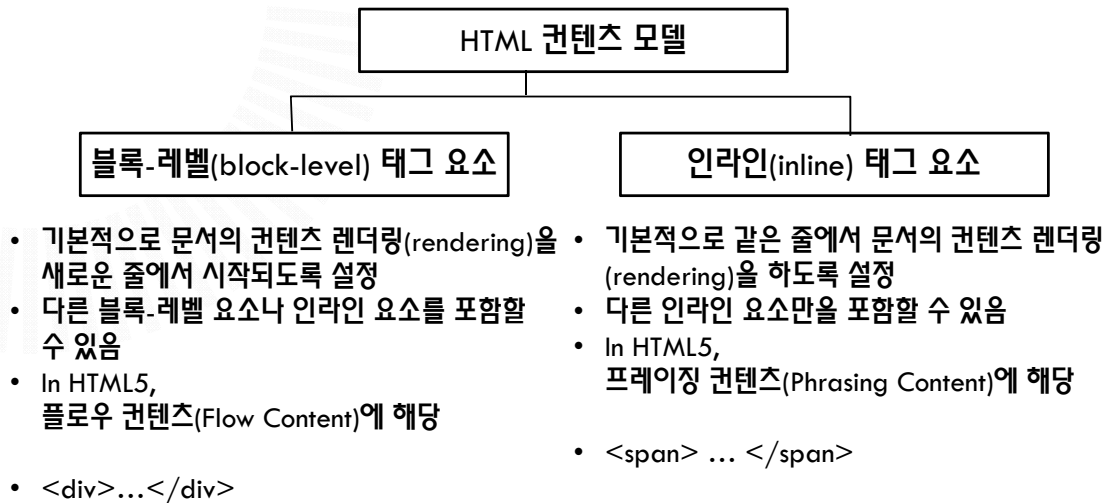 HTML 컨텐츠 모델
블록-레벨(block-level) 태그 요소
• 기본적으로 문서의 컨텐츠 렌더링(rendering)을
새로운 줄에서 시작되도록 설정
• 다른 블록-레벨 요소나 인라인 요소를 포함할
수 있음
• In HTML5,
플로우 컨텐츠(Flow Content)에 해당
• <div>…</div>
인라인(inline) 태그 요소
• 기본적으로 같은 줄에서 문서의 컨텐츠 렌더링
(rendering)을 하도록 설정
• 다른 인라인 요소만을 포함할 수 있음
• In HTML5,
프레이징 컨텐츠(Phrasing Content)에 해당
• <span> … </span>